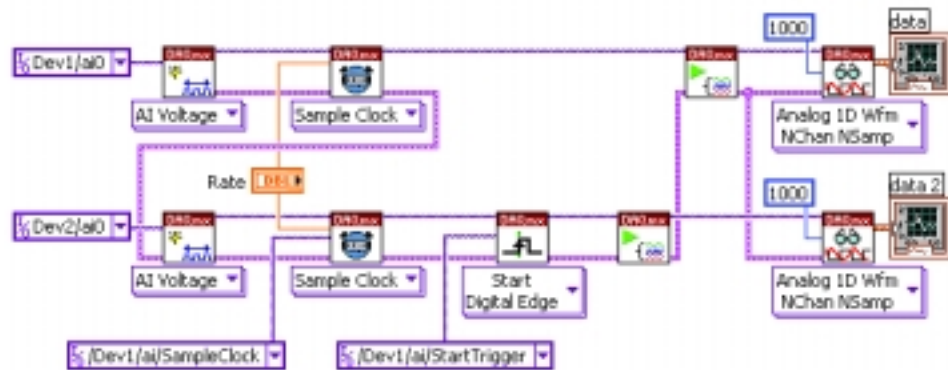 data
1000
DAQmx
DAQmx
DAQmx
DAQmx
Dev1/ai0
AI Voltage
Sample Clock
Analog 1D Wfm
NChan NSamp
Rate
DBL
data 2
1000
DAQmx
DAQmx
DAQmx
DAQmx
DAQmx
Dev2/ai0
AI Voltage
Sample Clock
Start
Digital Edge
Analog 1D Wfm
NChan NSamp
/Dev1/ai/SampleClock
/Dev1/ai/StartTrigger